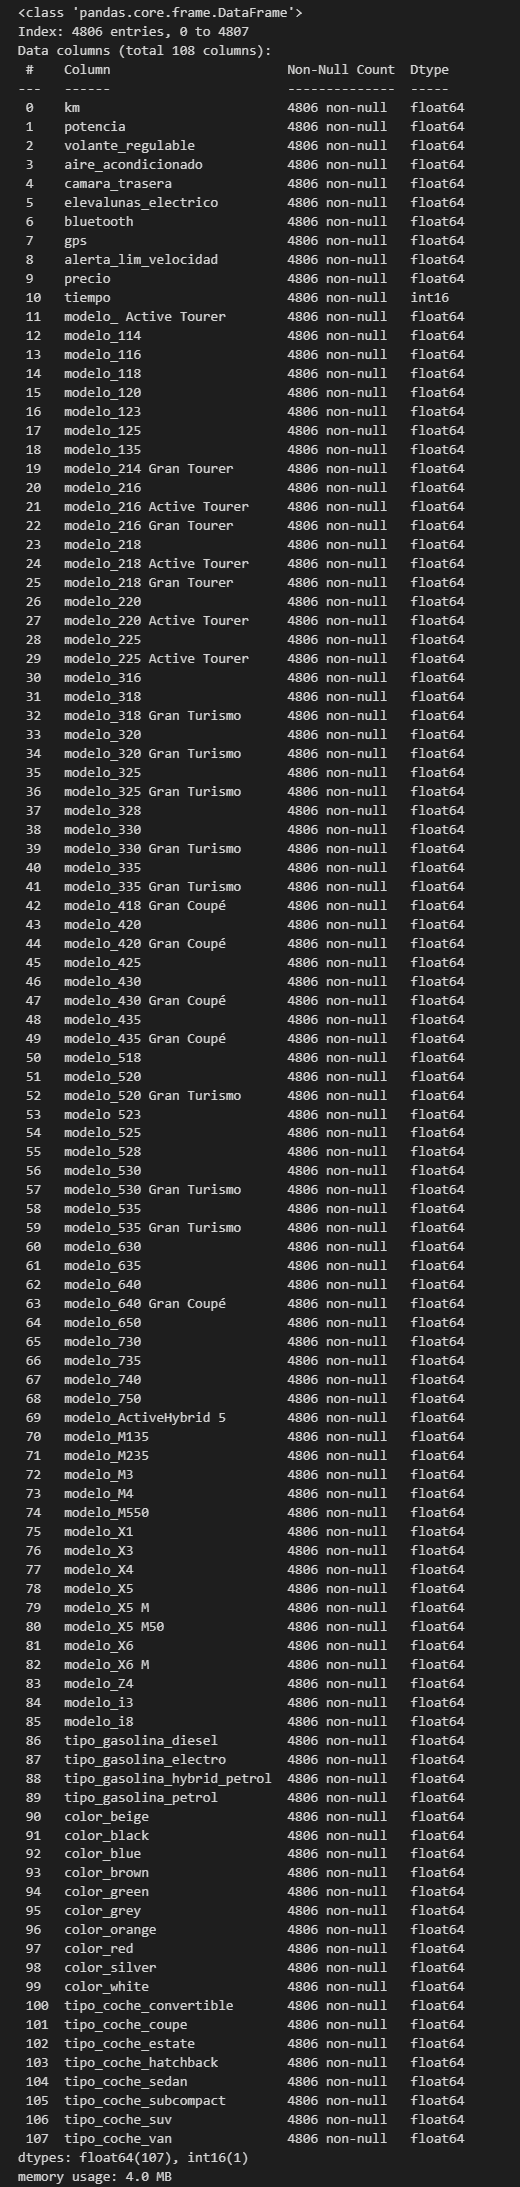 <class 'pandas.core.frame.DataFrame'>
Index: 4806 entries, 0 to 4807
Data columns (total 108 columns):
 #    Column                       Non-Null Count  Dtype
---   ------                       --------------  -----
 0    km                           4806 non-null   float64
 1    potencia                     4806 non-null   float64
 2    volante_regulable            4806 non-null   float64
 3    aire_acondicionado           4806 non-null   float64
 4    camara_trasera               4806 non-null   float64
 5    elevalunas_electrico         4806 non-null   float64
 6    bluetooth                    4806 non-null   float64
 7    gps                          4806 non-null   float64
 8    alerta_lim_velocidad         4806 non-null   float64
 9    precio                       4806 non-null   float64
 10   tiempo                       4806 non-null   int16
 11   modelo_ Active Tourer        4806 non-null   float64
 12   modelo_114                   4806 non-null   float64
 13   modelo_116                   4806 non-null   float64
 14   modelo_118                   4806 non-null   float64
 15   modelo_120                   4806 non-null   float64
 16   modelo_123                   4806 non-null   float64
 17   modelo_125                   4806 non-null   float64
 18   modelo_135                   4806 non-null   float64
 19   modelo_214 Gran Tourer       4806 non-null   float64
 20   modelo_216                   4806 non-null   float64
 21   modelo_216 Active Tourer     4806 non-null   float64
 22   modelo_216 Gran Tourer       4806 non-null   float64
 23   modelo_218                   4806 non-null   float64
 24   modelo_218 Active Tourer     4806 non-null   float64
 25   modelo_218 Gran Tourer       4806 non-null   float64
 26   modelo_220                   4806 non-null   float64
 27   modelo_220 Active Tourer     4806 non-null   float64
 28   modelo_225                   4806 non-null   float64
 29   modelo_225 Active Tourer     4806 non-null   float64
 30   modelo_316                   4806 non-null   float64
 31   modelo_318                   4806 non-null   float64
 32   modelo_318 Gran Turismo      4806 non-null   float64
 33   modelo_320                   4806 non-null   float64
 34   modelo_320 Gran Turismo      4806 non-null   float64
 35   modelo_325                   4806 non-null   float64
 36   modelo_325 Gran Turismo      4806 non-null   float64
 37   modelo_328                   4806 non-null   float64
 38   modelo_330                   4806 non-null   float64
 39   modelo_330 Gran Turismo      4806 non-null   float64
 40   modelo_335                   4806 non-null   float64
 41   modelo_335 Gran Turismo      4806 non-null   float64
 42   modelo_418 Gran Coupé        4806 non-null   float64
 43   modelo_420                   4806 non-null   float64
 44   modelo_420 Gran Coupé        4806 non-null   float64
 45   modelo_425                   4806 non-null   float64
 46   modelo_430                   4806 non-null   float64
 47   modelo_430 Gran Coupé        4806 non-null   float64
 48   modelo_435                   4806 non-null   float64
 49   modelo_435 Gran Coupé        4806 non-null   float64
 50   modelo_518                   4806 non-null   float64
 51   modelo_520                   4806 non-null   float64
 52   modelo_520 Gran Turismo      4806 non-null   float64
 53   modelo 523                   4806 non-null   float64
 54   modelo_525                   4806 non-null   float64
 55   modelo_528                   4806 non-null   float64
 56   modelo_530                   4806 non-null   float64
 57   modelo_530 Gran Turismo      4806 non-null   float64
 58   modelo_535                   4806 non-null   float64
 59   modelo_535 Gran Turismo      4806 non-null   float64
 60   modelo_630                   4806 non-null   float64
 61   modelo_635                   4806 non-null   float64
 62   modelo_640                   4806 non-null   float64
 63   modelo_640 Gran Coupé        4806 non-null   float64
 64   modelo_650                   4806 non-null   float64
 65   modelo_730                   4806 non-null   float64
 66   modelo_735                   4806 non-null   float64
 67   modelo_740                   4806 non-null   float64
 68   modelo_750                   4806 non-null   float64
 69   modelo_ActiveHybrid 5        4806 non-null   float64
 70   modelo_M135                  4806 non-null   float64
 71   modelo_M235                  4806 non-null   float64
 72   modelo_M3                    4806 non-null   float64
 73   modelo_M4                    4806 non-null   float64
 74   modelo_M550                  4806 non-null   float64
 75   modelo_X1                    4806 non-null   float64
 76   modelo_X3                    4806 non-null   float64
 77   modelo_X4                    4806 non-null   float64
 78   modelo_X5                    4806 non-null   float64
 79   modelo_X5 M                  4806 non-null   float64
 80   modelo_X5 M50                4806 non-null   float64
 81   modelo_X6                    4806 non-null   float64
 82   modelo_X6 M                  4806 non-null   float64
 83   modelo_Z4                    4806 non-null   float64
 84   modelo_i3                    4806 non-null   float64
 85   modelo_i8                    4806 non-null   float64
 86   tipo_gasolina_diesel         4806 non-null   float64
 87   tipo_gasolina_electro        4806 non-null   float64
 88   tipo_gasolina_hybrid_petrol  4806 non-null   float64
 89   tipo_gasolina_petrol         4806 non-null   float64
 90   color_beige                  4806 non-null   float64
 91   color_black                  4806 non-null   float64
 92   color_blue                   4806 non-null   float64
 93   color_brown                  4806 non-null   float64
 94   color_green                  4806 non-null   float64
 95   color_grey                   4806 non-null   float64
 96   color_orange                 4806 non-null   float64
 97   color_red                    4806 non-null   float64
 98   color_silver                 4806 non-null   float64
 99   color_white                  4806 non-null   float64
 100  tipo_coche_convertible       4806 non-null   float64
 101  tipo_coche_coupe             4806 non-null   float64
 102  tipo_coche_estate            4806 non-null   float64
 103  tipo_coche_hatchback         4806 non-null   float64
 104  tipo_coche_sedan             4806 non-null   float64
 105  tipo_coche_subcompact        4806 non-null   float64
 106  tipo_coche_suv               4806 non-null   float64
 107  tipo_coche_van               4806 non-null   float64
dtypes: float64(107), int16(1)
memory usage: 4.0 MB